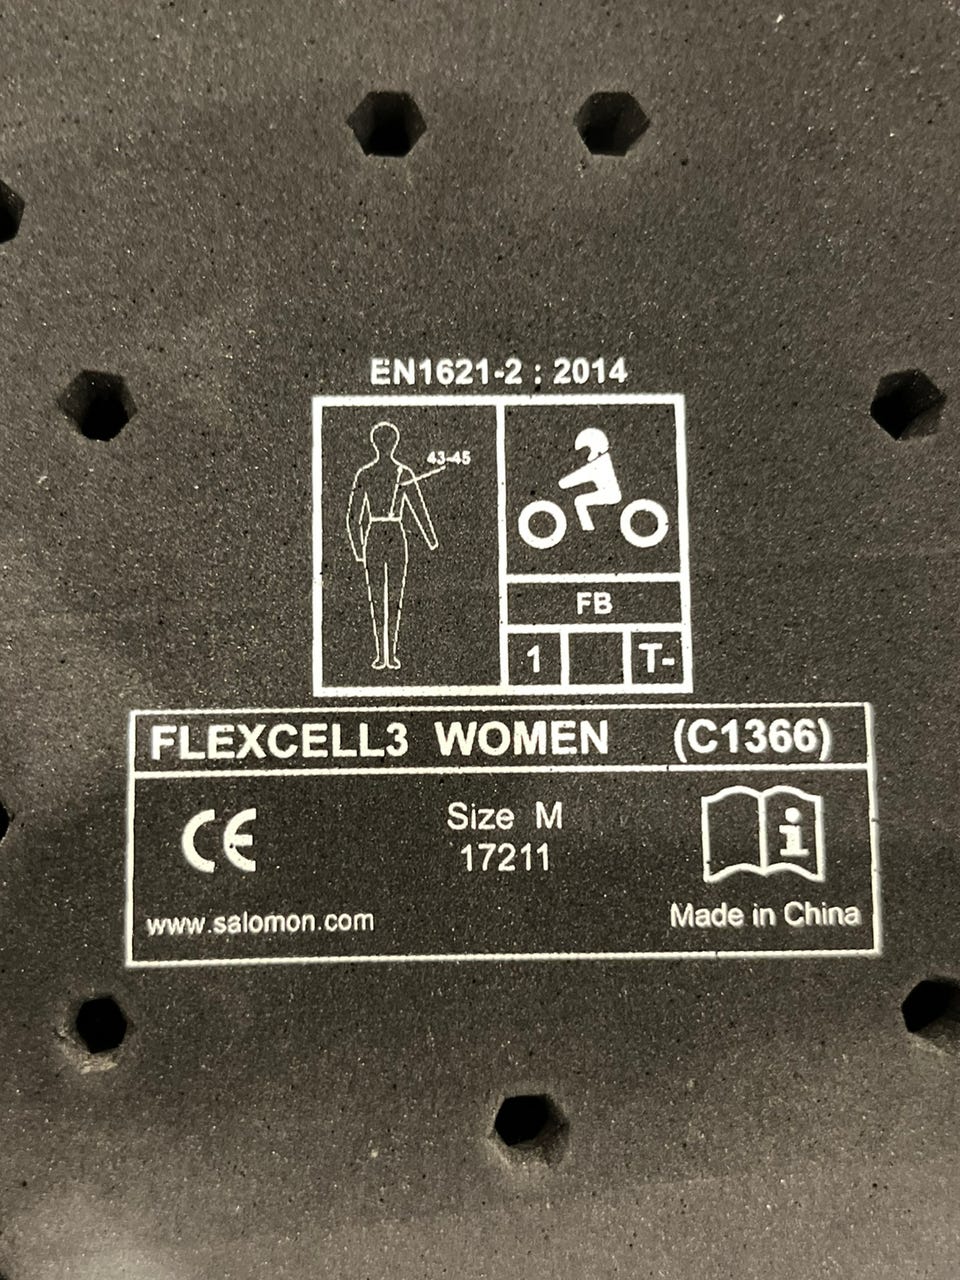 EN1621-2 : 2014
43-45
FB
1 T-
FLEXCELL3 WOMEN (C1366)
CE
Size M
17211
i
www.salomon.com
Made in China